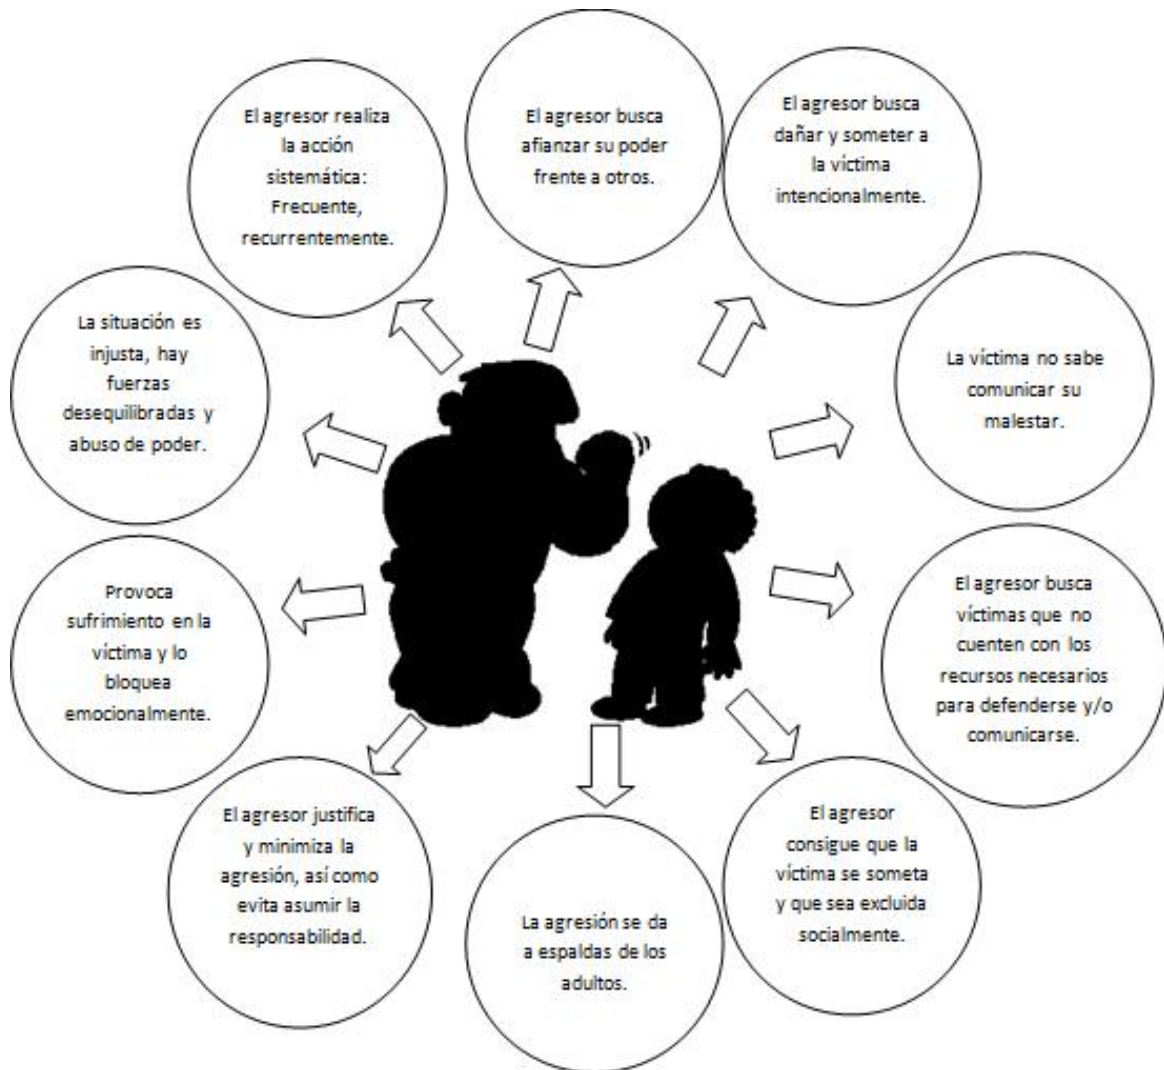 El agresor busca
afianzar su poder
frente a otros.
El agresor busca
dañar y someter a
la víctima
intencionalmente.
La víctima no sabe
comunicar su
malestar.
El agresor busca
víctimas que no
cuenten con los
recursos necesarios
para defenderse y/o
comunicarse.
El agresor
consigue que la
víctima se someta
y que sea excluida
socialmente.
La agresión se da
a espaldas de los
adultos.
El agresor justifica
y minimiza la
agresión, así como
evita asumir la
responsabilidad.
Provoca
sufrimiento en la
víctima y lo
bloquea
emocionalmente.
La situación es
injusta, hay
fuerzas
desequilibradas y
abuso de poder.
El agresor realiza
la acción
sistemática:
Frecuente,
recurrentemente.